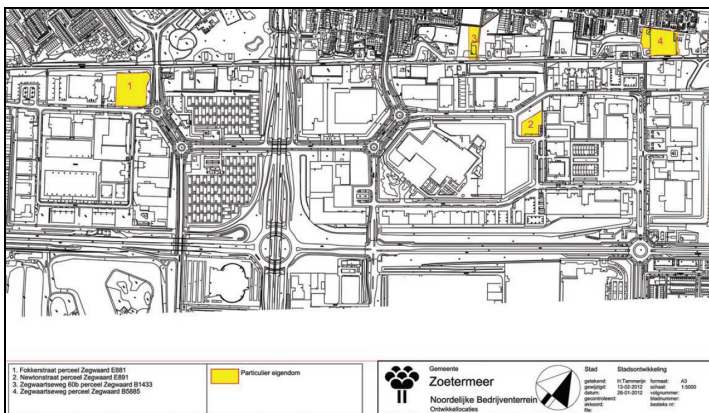 1
2
3
4
1. Fokkerstraat perceel Zegwaard E881
2. Newtonstraat perceel Zegwaard E891
3. Zegwaartseweg 60b perceel Zegwaard B1433
4. Zegwaartseweg perceel Zegwaard B5885
Particulier eigendom
Gemeente
Zoetermeer
Noordelijke Bedrijventerrein
Ontwikkellocaties
Stad Stadsontwikkeling
getekend: H.Tammerijn formaat: A3
gewijzigd: 13-02-2012 schaal: 1:5000
datum: 26-01-2012 volgnummer:
gecontroleerd: bladnummer:
akkoord: besteks nr:
file: